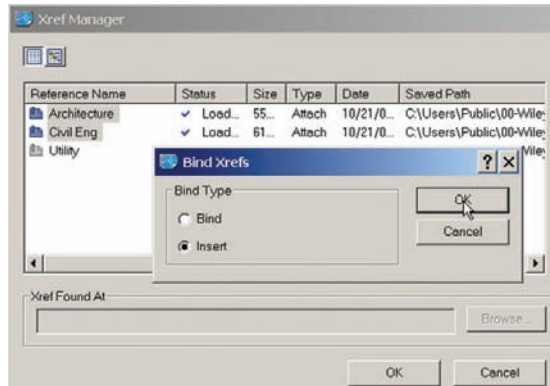 Xref Manager
Reference Name Status Size Type Date Saved Path
Architecture Load... 55... Attach 10/21/0... C:\Users\Public\00-Wiley
Civil Eng Load... 61... Attach 10/21/0... C:\Users\Public\00-Wiley
Utility
Bind Xrefs
Bind Type
Bind
Insert
OK
Cancel
Xref Found At
Browse...
OK
Cancel